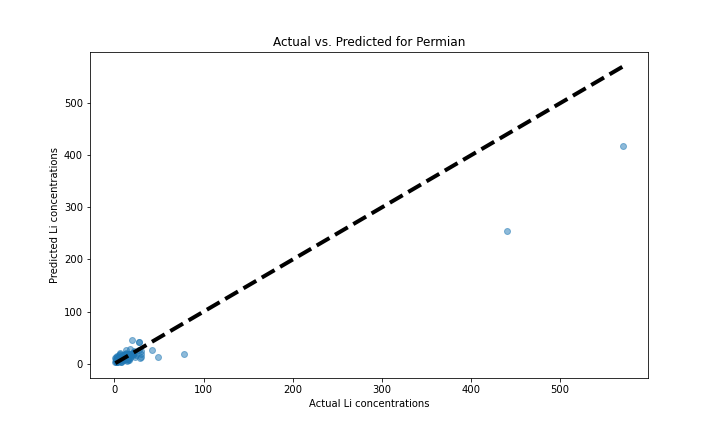 Actual vs. Predicted for Permian
Predicted Li concentrations
500
400
300
200
100
0
0 100 200 300 400 500
Actual Li concentrations